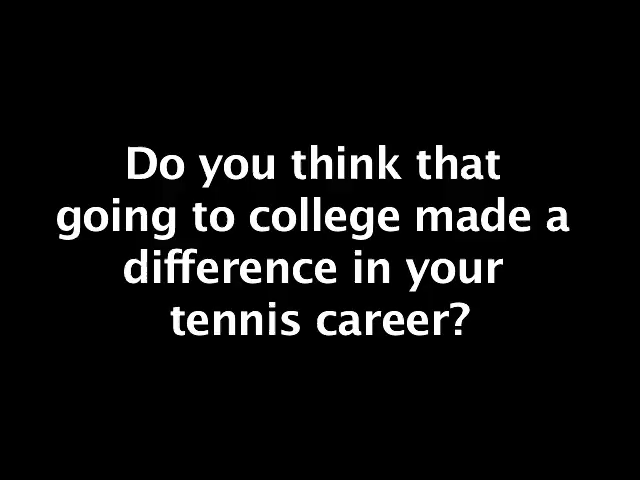 Do you think that
going to college made a
difference in your
tennis career?